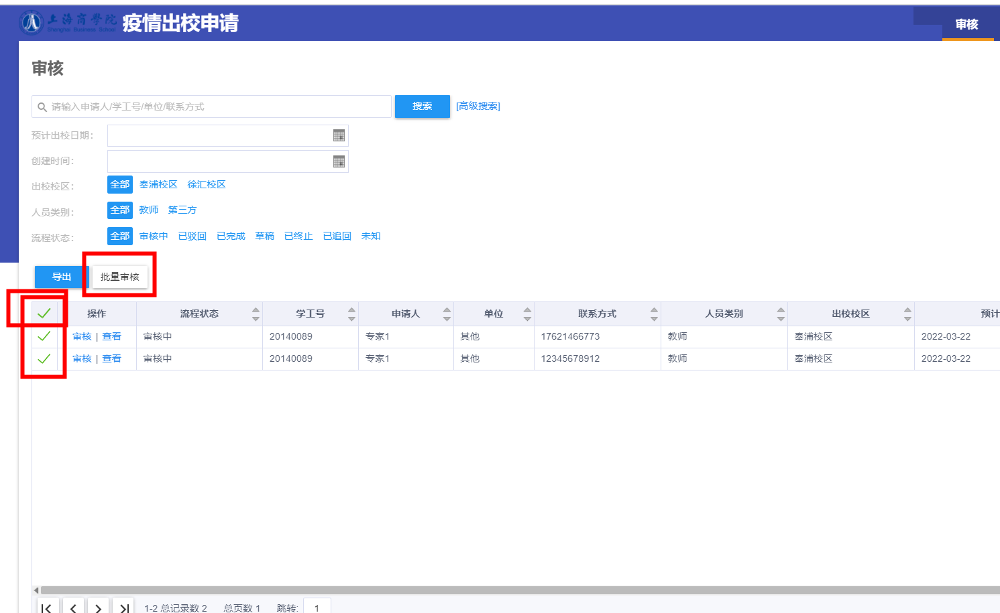 上海商學院 疫情出校申请
Shanghai Business School
审核
审核
请输入申请人/学工号/单位/联系方式 搜索 [高级搜索]
预计出校日期:
创建时间:
出校校区: 全部 奉浦校区 徐汇校区
人员类别: 全部 教师 第三方
流程状态: 全部 审核中 已驳回 已完成 草稿 已终止 已追回 未知
导出 批量审核
操作 流程状态 学工号 申请人 单位 联系方式 人员类别 出校校区 预计
审核 | 查看 审核中 20140089 专家1 其他 17621466773 教师 奉浦校区 2022-03-22
审核 | 查看 审核中 20140089 专家1 其他 12345678912 教师 奉浦校区 2022-03-22
1-2 总记录数 2 总页数 1 跳转: 1